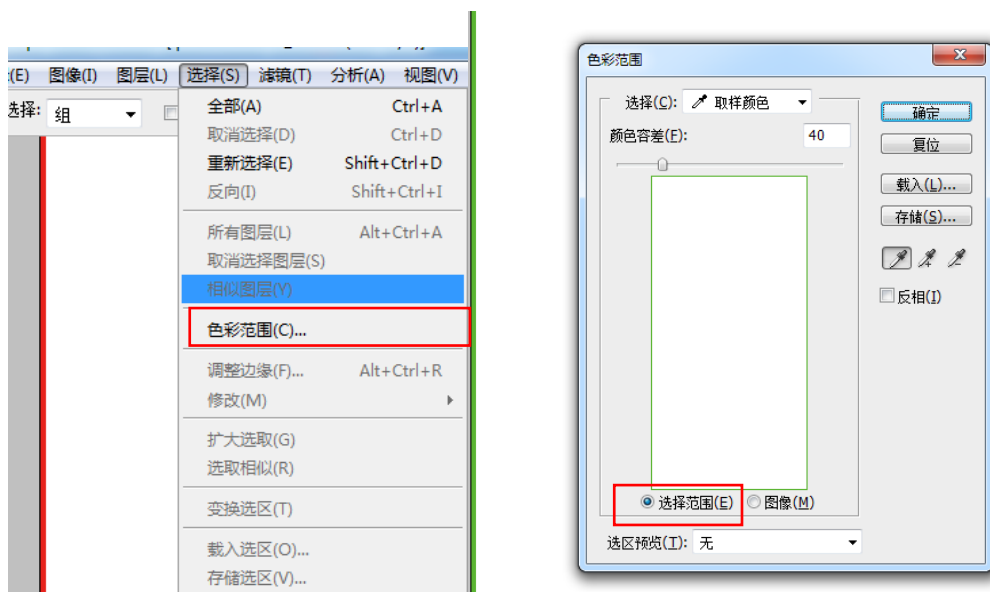 (E) 图像(I) 图层(L) 选择(S) 滤镜(T) 分析(A) 视图(V)
选择: 组
全部(A) Ctrl+A
取消选择(D) Ctrl+D
重新选择(E) Shift+Ctrl+D
反向(I) Shift+Ctrl+I
所有图层(L) Alt+Ctrl+A
取消选择图层(S)
相似图层(Y)
色彩范围(C)...
调整边缘(F)... Alt+Ctrl+R
修改(M)
扩大选取(G)
选取相似(R)
变换选区(T)
载入选区(O)...
存储选区(V)...
色彩范围
选择(C): 取样颜色
颜色容差(F): 40
确定
复位
载入(L)...
存储(S)...
反相(I)
选择范围(E) 图像(M)
选区预览(T): 无